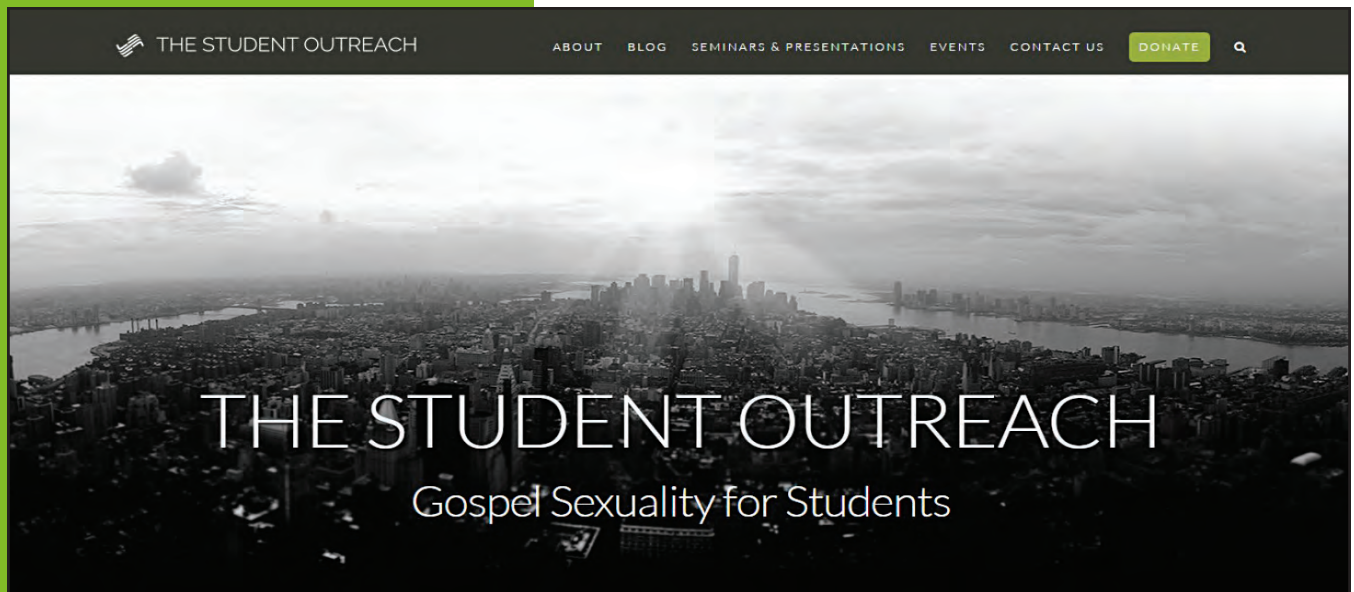 THE STUDENT OUTREACH
ABOUT BLOG SEMINARS & PRESENTATIONS EVENTS CONTACT US DONATE
THE STUDENT OUTREACH
Gospel Sexuality for Students